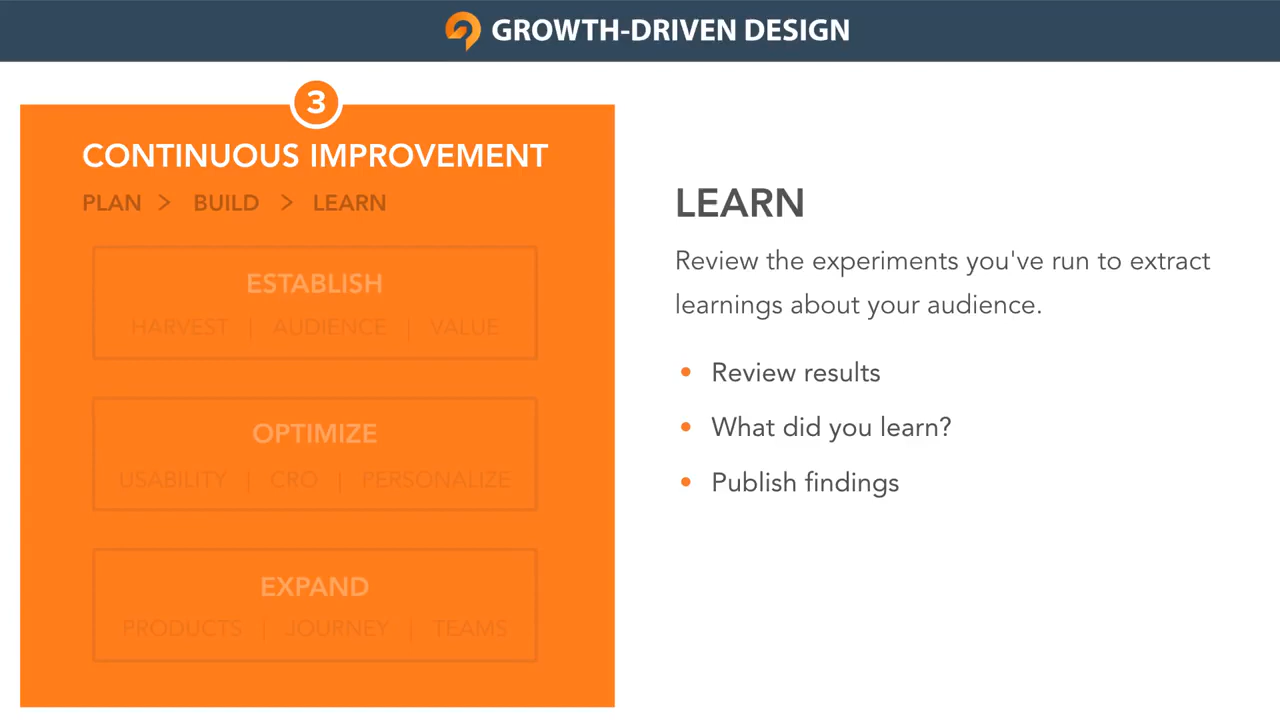 GROWTH-DRIVEN DESIGN
3
CONTINUOUS IMPROVEMENT
PLAN > BUILD > LEARN
ESTABLISH
HARVEST | AUDIENCE | VALUE
OPTIMIZE
USABILITY | CRO | PERSONALIZE
EXPAND
PRODUCTS | JOURNEY | TEAMS
LEARN
Review the experiments you've run to extract
learnings about your audience.
• Review results
• What did you learn?
• Publish findings